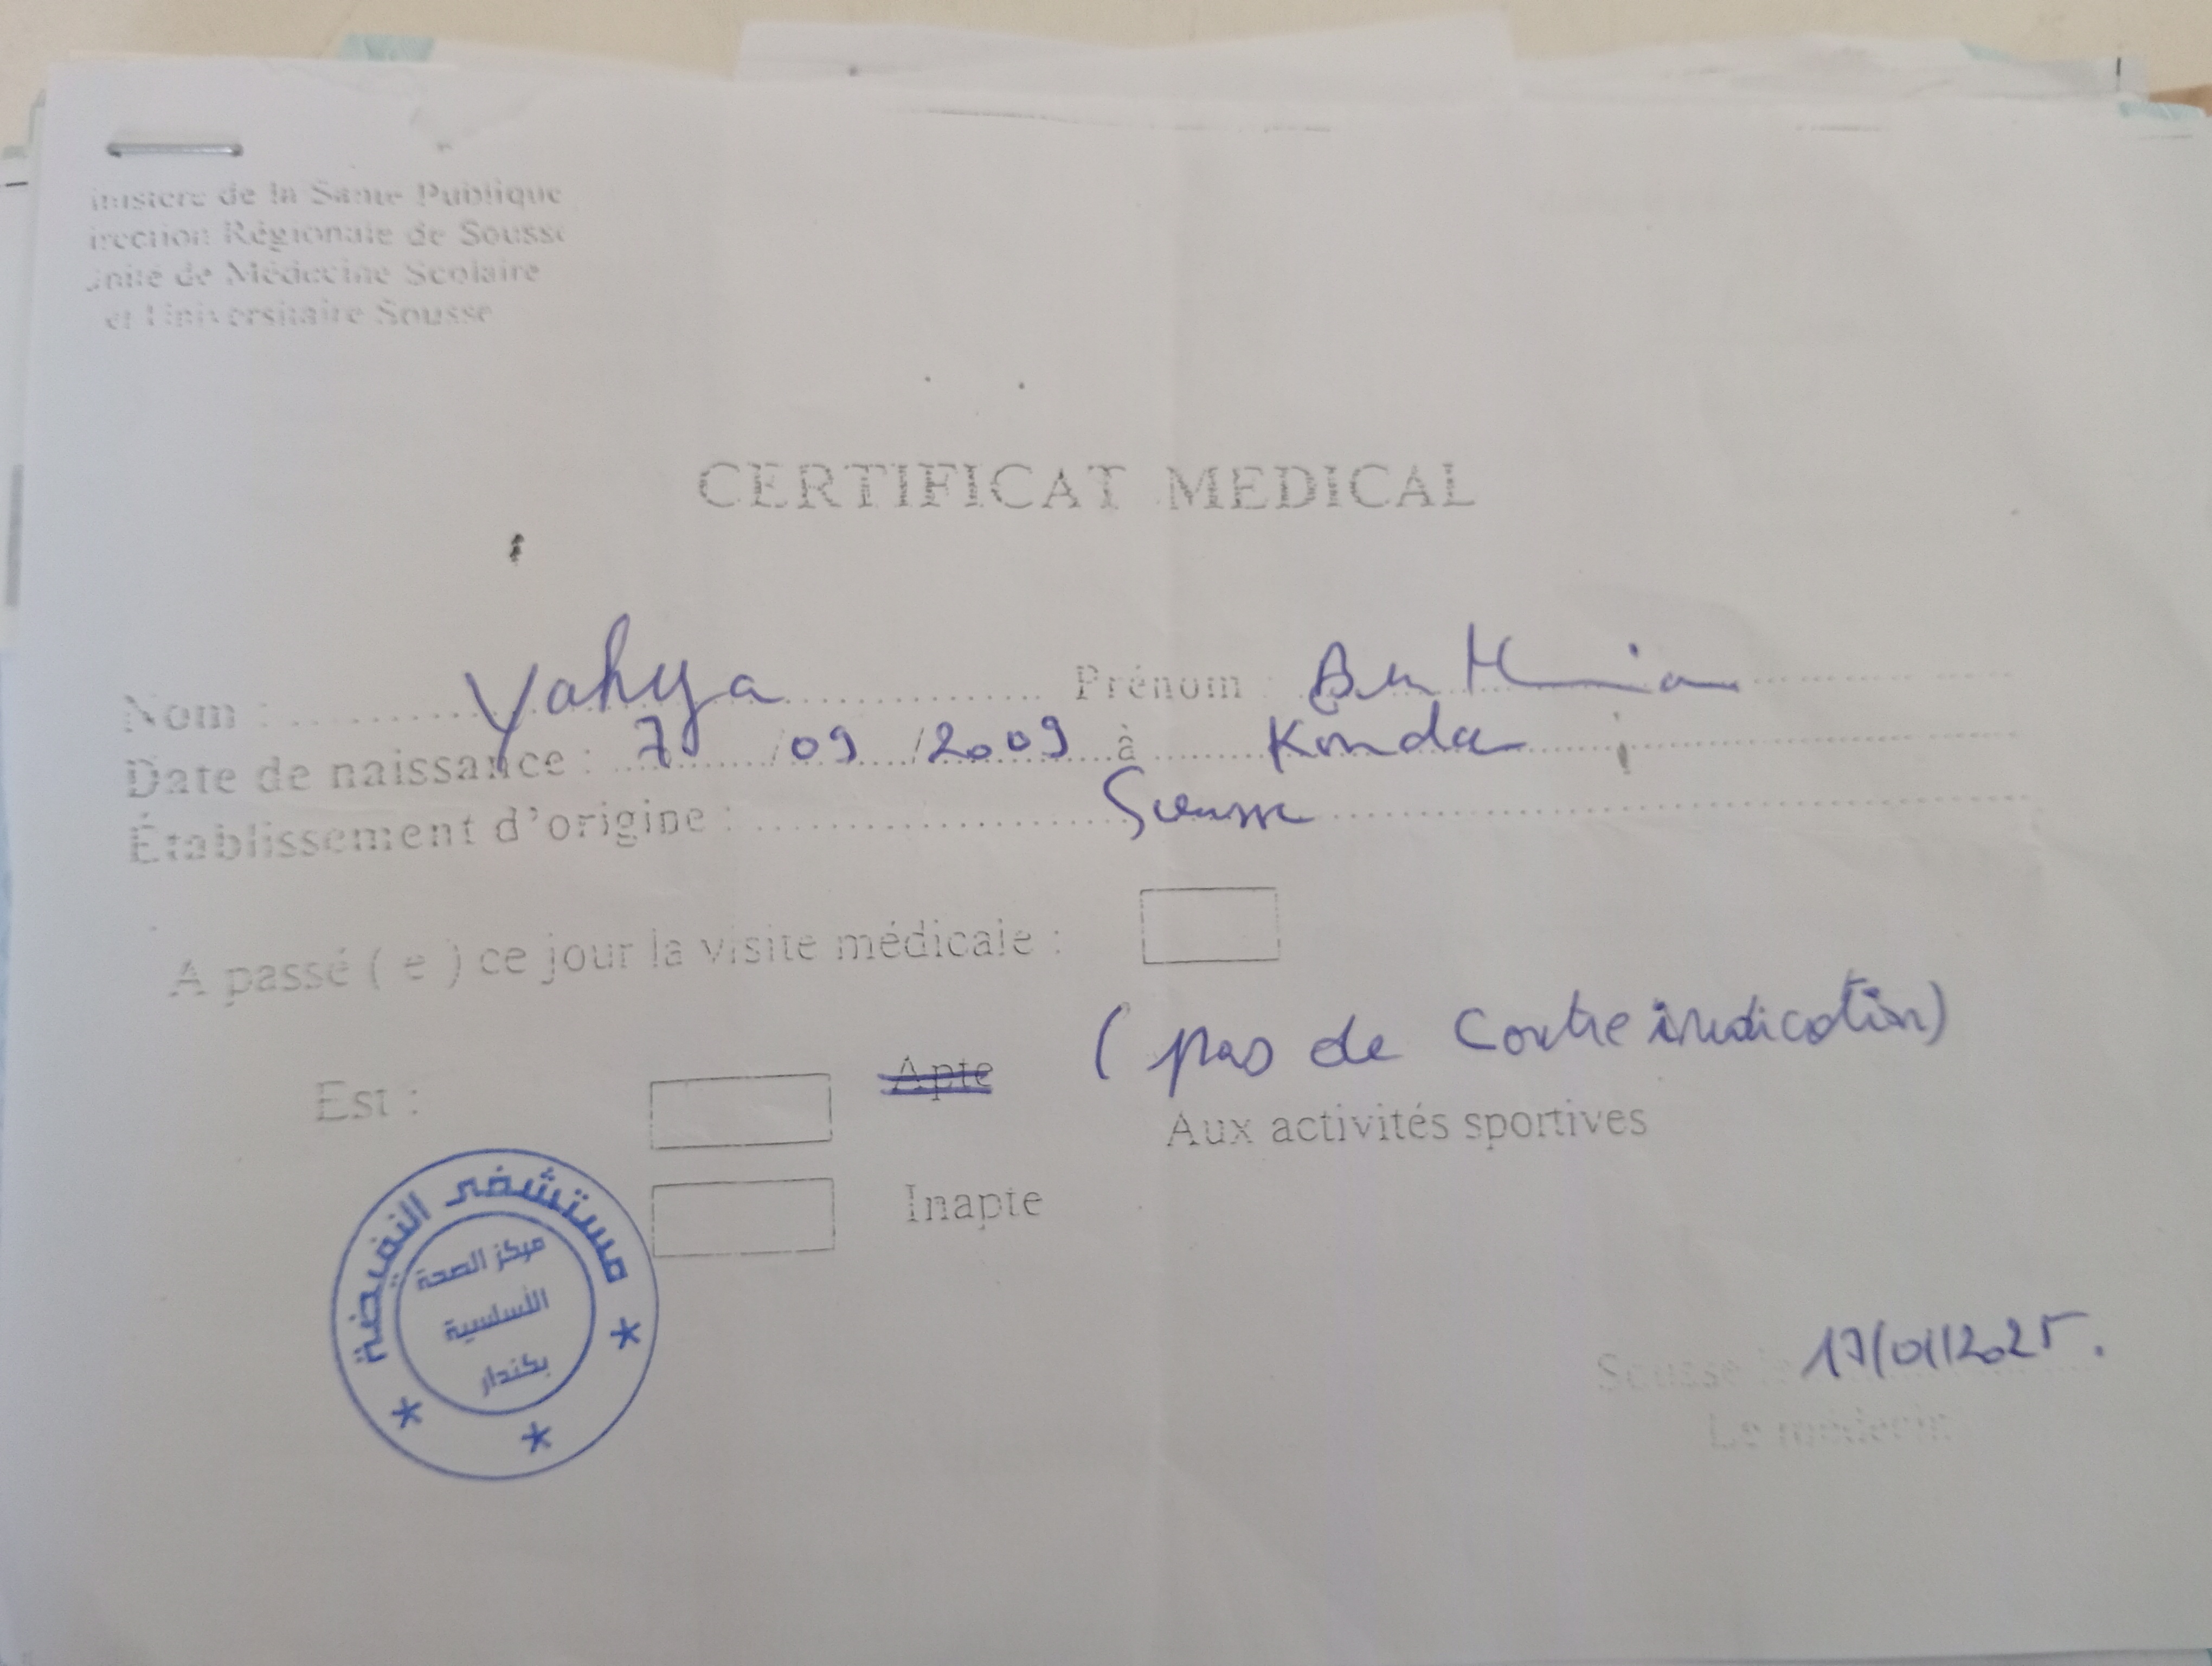 inistere de la Sante Publique
irection Régionale de Sousse
nité de Médecine Scolaire
et Universitaire Sousse
CERTIFICAT MEDICAL
Nom : Yahya Prénom : Ben
Date de naissance : 7 /09 /2009 à
Établissement d'origine : Sousse
A passé ( e ) ce jour la visite médicale :
( pas de Contre indication)
Est : Apte
Aux activités sportives
Inapte
مستشفى النفيضة
مركز الصحة
الأساسية
بكندار
Sousse le 17/01/2025.
Le médecin